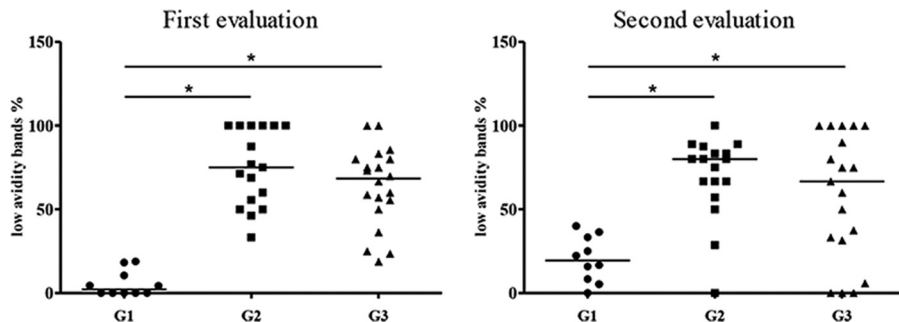 First evaluation
low avidity bands %
150
100
50
0
*
*
G1 G2 G3
Second evaluation
low avidity bands %
150
100
50
0
*
*
G1 G2 G3